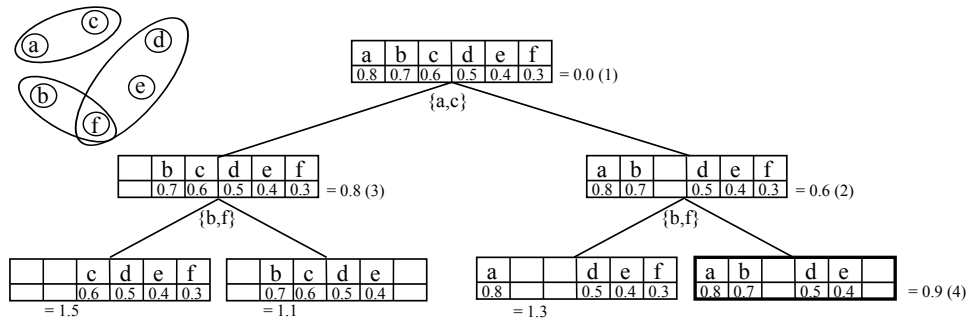 c
a
d
b
e
f
a b c d e f
0.8 0.7 0.6 0.5 0.4 0.3 = 0.0 (1)
{a,c}
b c d e f
0.7 0.6 0.5 0.4 0.3 = 0.8 (3)
a b d e f
0.8 0.7 0.5 0.4 0.3 = 0.6 (2)
{b,f}
{b,f}
c d e f
0.6 0.5 0.4 0.3
= 1.5
b c d e
0.7 0.6 0.5 0.4
= 1.1
a d e f
0.8 0.5 0.4 0.3
= 1.3
a b d e
0.8 0.7 0.5 0.4 = 0.9 (4)